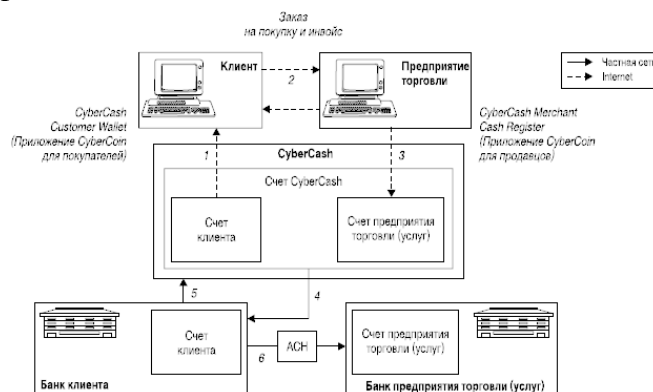 Заказ
на покупку и инвойс
Клиент
2
Предприятие
торговли
Частная сеть
Internet
CyberCash
Customer Wallet
(Приложение CyberCoin
для покупателей)
CyberCash Merchant
Cash Register
(Приложение CyberCoin
для продавцов)
1
CyberCash
3
Счет CyberCash
Счет
клиента
Счет предприятия
торговли (услуг)
5
4
Счет
клиента
6
ACH
Счет предприятия
торговли (услуг)
Банк клиента
Банк предприятия торговли (услуг)